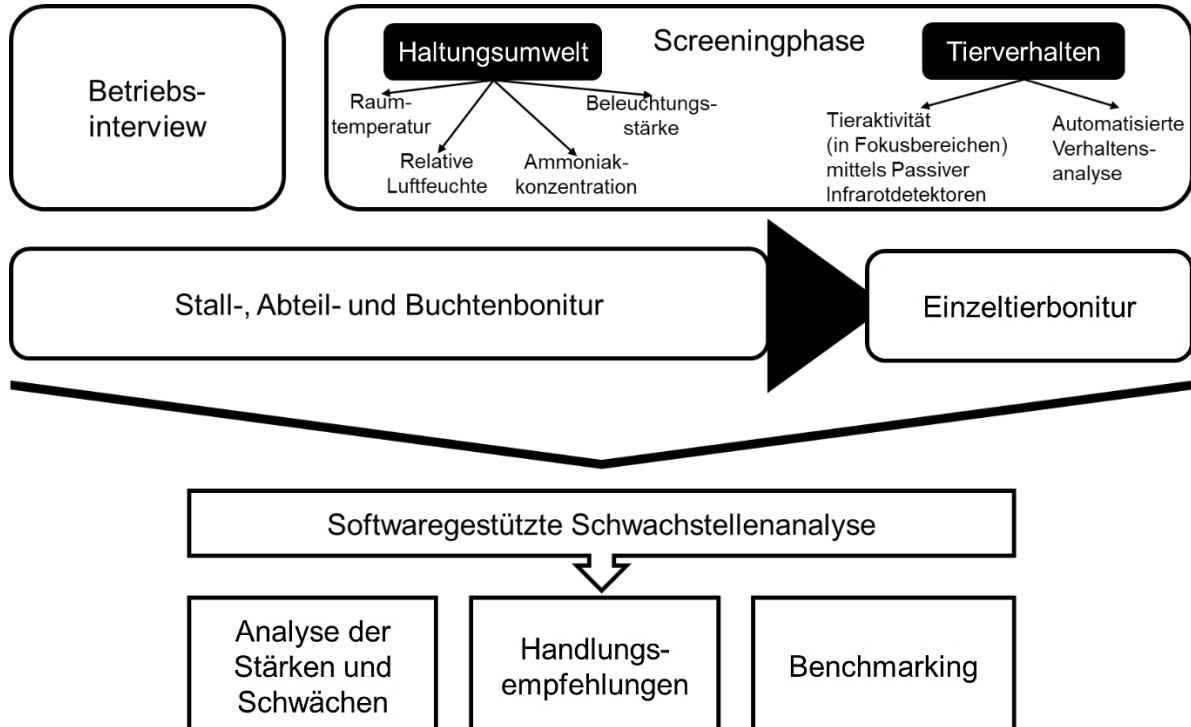 Betriebs-
interview
Screeningphase
Haltungsumwelt
Raum-
temperatur
Relative
Luftfeuchte
Ammoniak-
konzentration
Beleuchtungs-
stärke
Tierverhalten
Tieraktivität
(in Fokusbereichen)
mittels Passiver
Infrarotdetektoren
Automatisierte
Verhaltens-
analyse
Stall-, Abteil- und Buchtenbonitur
Einzeltierbonitur
Softwaregestützte Schwachstellenanalyse
Analyse der
Stärken und
Schwächen
Handlungs-
empfehlungen
Benchmarking